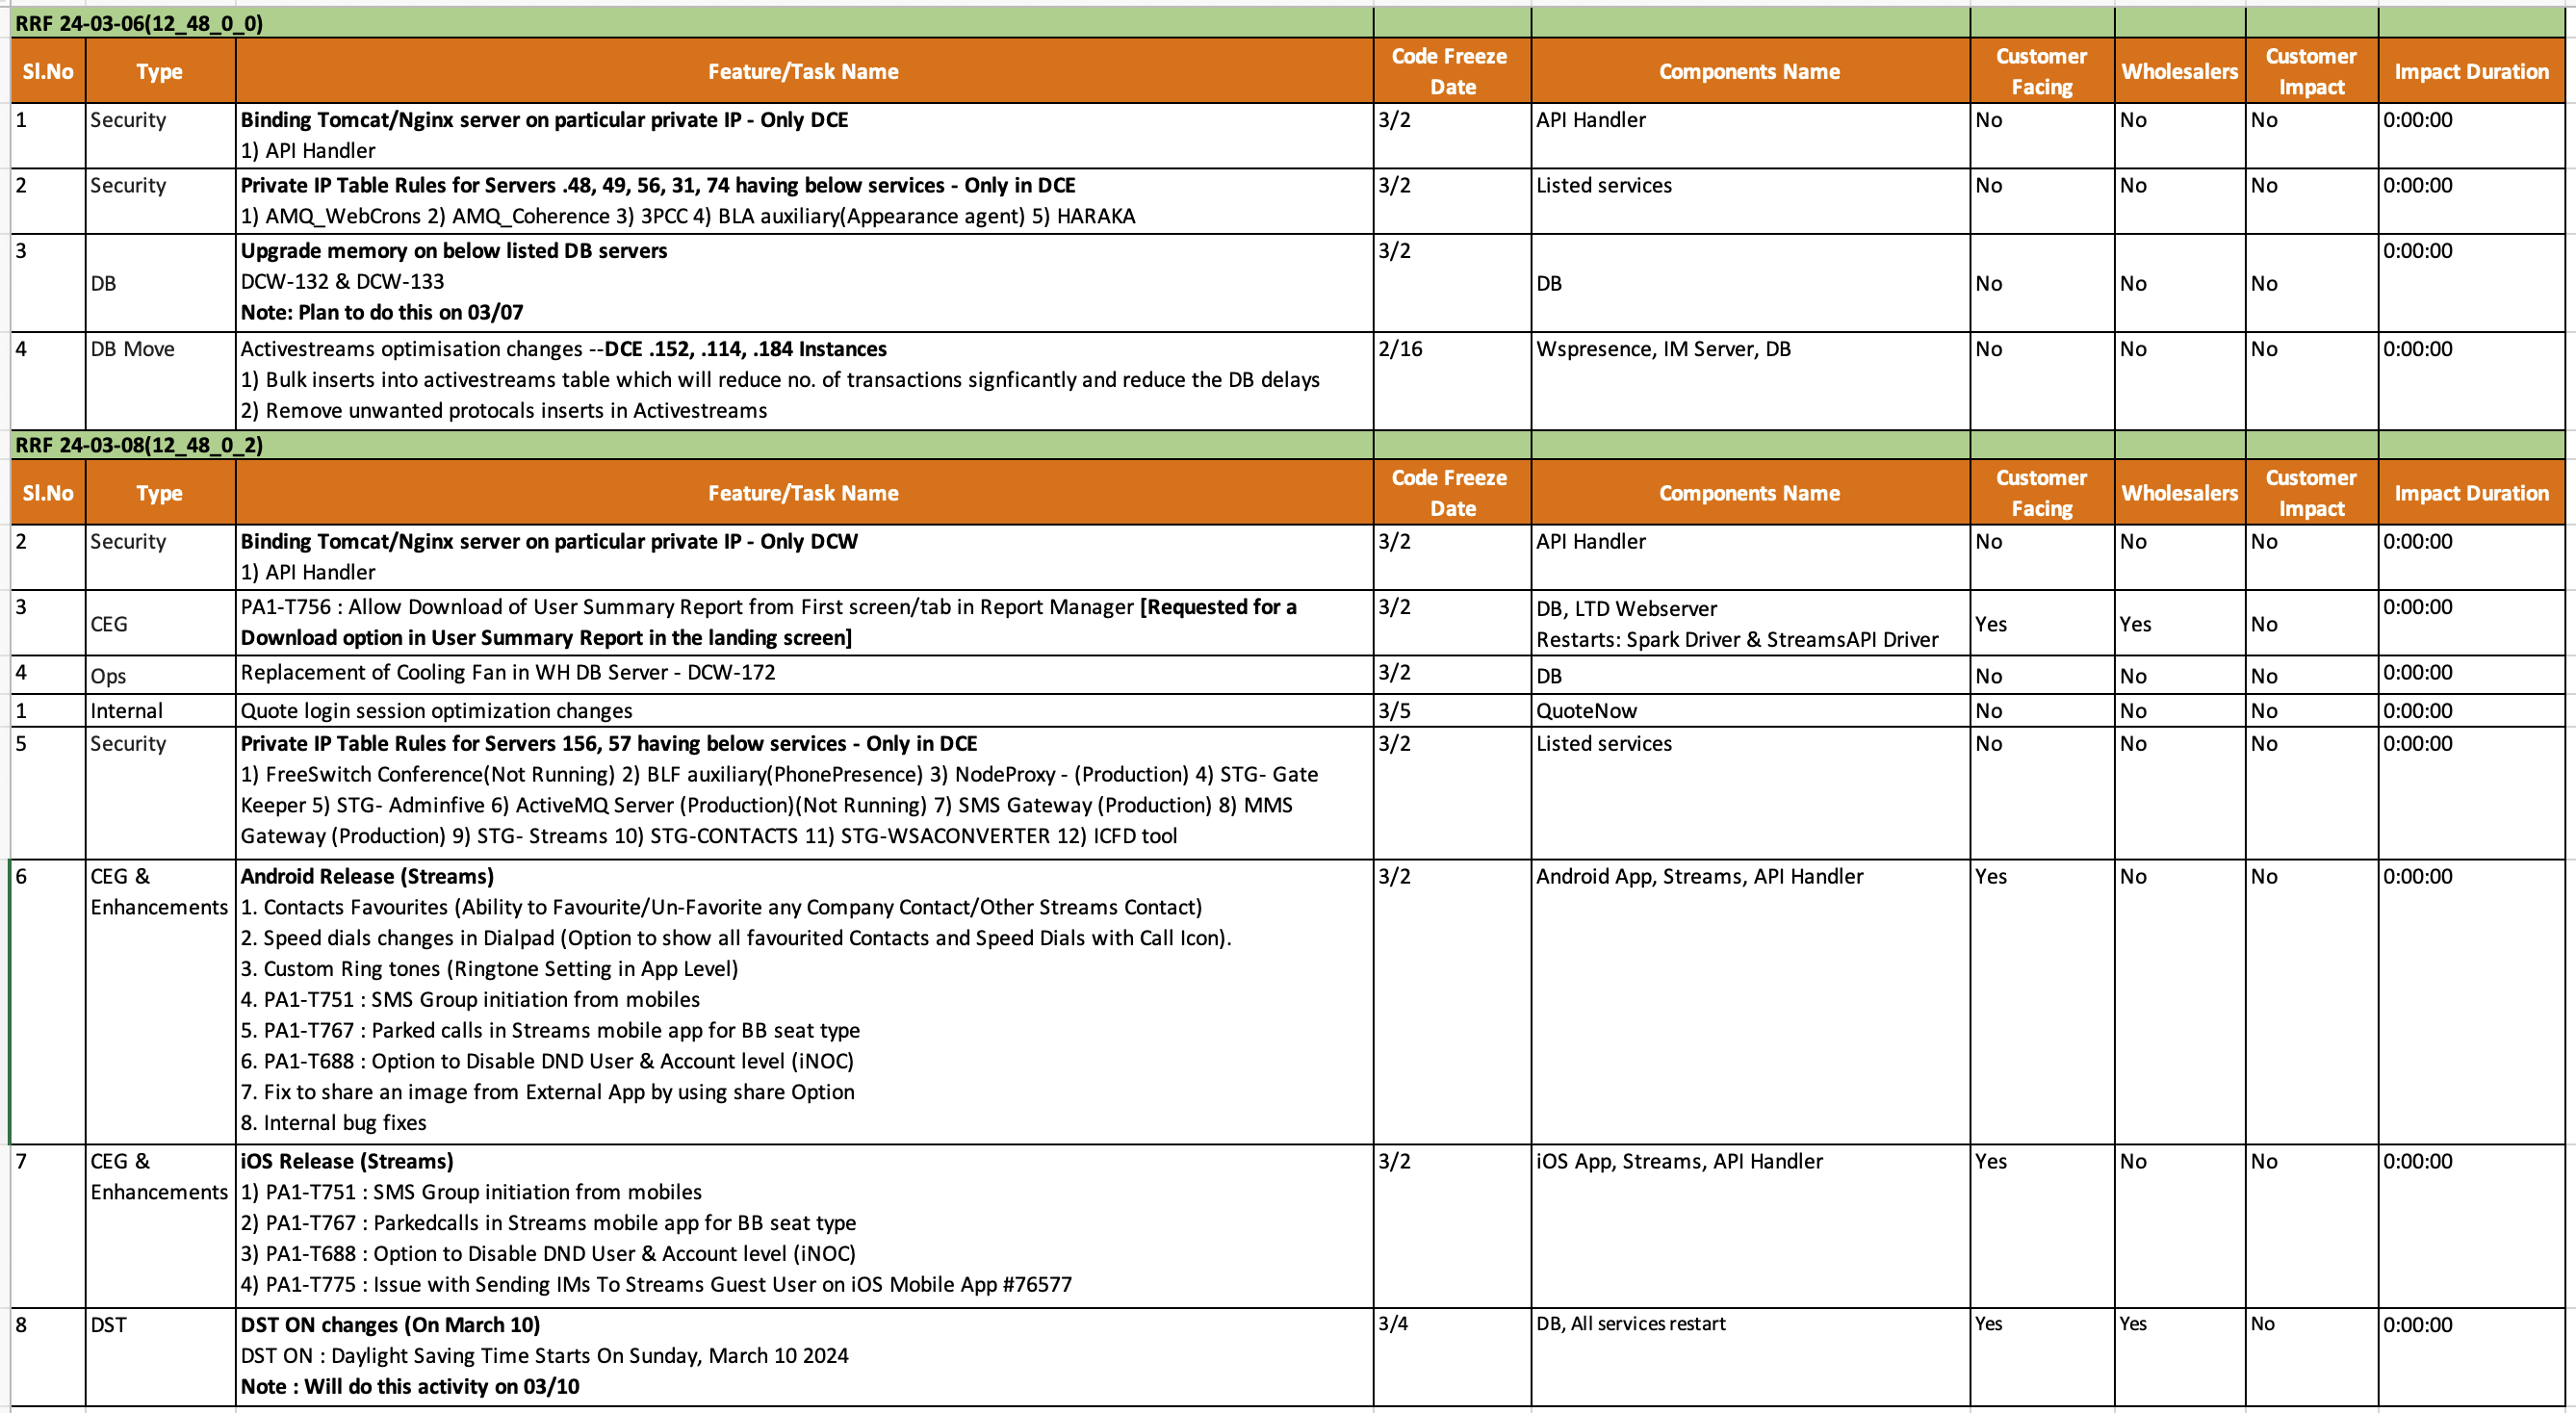 RRF 24-03-06(12_48_0_0)
Sl.No Type Feature/Task Name Code Freeze Date Components Name Customer Facing Wholesalers Customer Impact Impact Duration
1 Security Binding Tomcat/Nginx server on particular private IP - Only DCE 3/2 API Handler No No No 0:00:00
1) API Handler
2 Security Private IP Table Rules for Servers .48, 49, 56, 31, 74 having below services - Only in DCE 3/2 Listed services No No No 0:00:00
1) AMQ_WebCrons 2) AMQ_Coherence 3) 3PCC 4) BLA auxiliary(Appearance agent) 5) HARAKA
3 Upgrade memory on below listed DB servers 3/2 0:00:00
DB DCW-132 & DCW-133 DB No No No
Note: Plan to do this on 03/07
4 DB Move Activestreams optimisation changes --DCE .152, .114, .184 Instances 2/16 Wspresence, IM Server, DB No No No 0:00:00
1) Bulk inserts into activestreams table which will reduce no. of transactions signficantly and reduce the DB delays
2) Remove unwanted protocals inserts in Activestreams
RRF 24-03-08(12_48_0_2)
Sl.No Type Feature/Task Name Code Freeze Date Components Name Customer Facing Wholesalers Customer Impact Impact Duration
2 Security Binding Tomcat/Nginx server on particular private IP - Only DCW 3/2 API Handler No No No 0:00:00
1) API Handler
3 CEG PA1-T756 : Allow Download of User Summary Report from First screen/tab in Report Manager [Requested for a 3/2 DB, LTD Webserver Yes Yes No 0:00:00
Download option in User Summary Report in the landing screen] Restarts: Spark Driver & StreamsAPI Driver
4 Ops Replacement of Cooling Fan in WH DB Server - DCW-172 3/2 DB No No No 0:00:00
1 Internal Quote login session optimization changes 3/5 QuoteNow No No No 0:00:00
5 Security Private IP Table Rules for Servers 156, 57 having below services - Only in DCE 3/2 Listed services No No No 0:00:00
1) FreeSwitch Conference(Not Running) 2) BLF auxiliary(PhonePresence) 3) NodeProxy - (Production) 4) STG- Gate
Keeper 5) STG- Adminfive 6) ActiveMQ Server (Production)(Not Running) 7) SMS Gateway (Production) 8) MMS
Gateway (Production) 9) STG- Streams 10) STG-CONTACTS 11) STG-WSACONVERTER 12) ICFD tool
6 CEG & Enhancements Android Release (Streams) 3/2 Android App, Streams, API Handler Yes No No 0:00:00
1. Contacts Favourites (Ability to Favourite/Un-Favorite any Company Contact/Other Streams Contact)
2. Speed dials changes in Dialpad (Option to show all favourited Contacts and Speed Dials with Call Icon).
3. Custom Ring tones (Ringtone Setting in App Level)
4. PA1-T751 : SMS Group initiation from mobiles
5. PA1-T767 : Parked calls in Streams mobile app for BB seat type
6. PA1-T688 : Option to Disable DND User & Account level (iNOC)
7. Fix to share an image from External App by using share Option
8. Internal bug fixes
7 CEG & Enhancements iOS Release (Streams) 3/2 iOS App, Streams, API Handler Yes No No 0:00:00
1) PA1-T751 : SMS Group initiation from mobiles
2) PA1-T767 : Parkedcalls in Streams mobile app for BB seat type
3) PA1-T688 : Option to Disable DND User & Account level (iNOC)
4) PA1-T775 : Issue with Sending IMs To Streams Guest User on iOS Mobile App #76577
8 DST DST ON changes (On March 10) 3/4 DB, All services restart Yes Yes No 0:00:00
DST ON : Daylight Saving Time Starts On Sunday, March 10 2024
Note : Will do this activity on 03/10